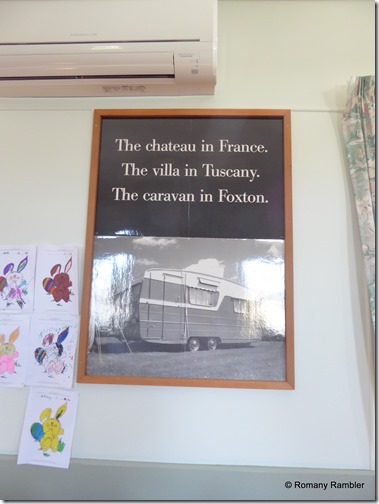 The chateau in France.
The villa in Tuscany.
The caravan in Foxton.
© Romany Rambler